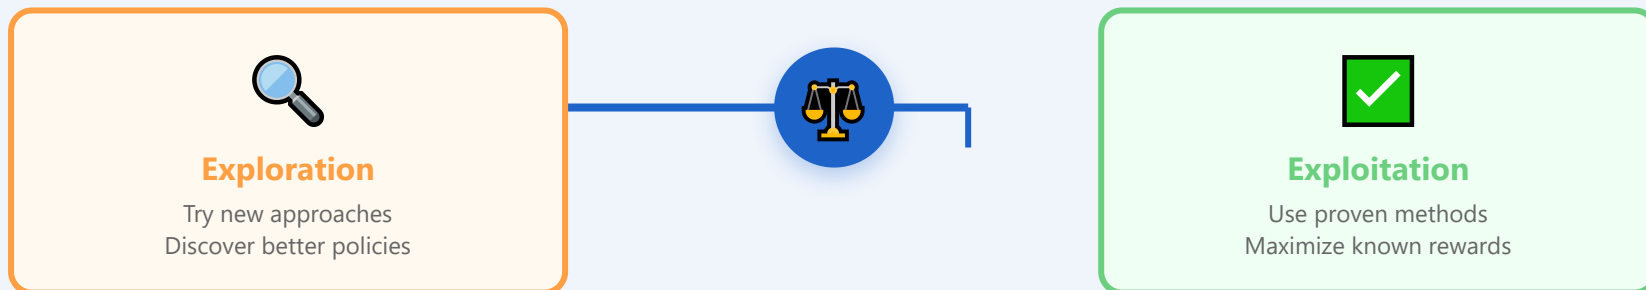 Exploration
Try new approaches
Discover better policies
Exploitation
Use proven methods
Maximize known rewards